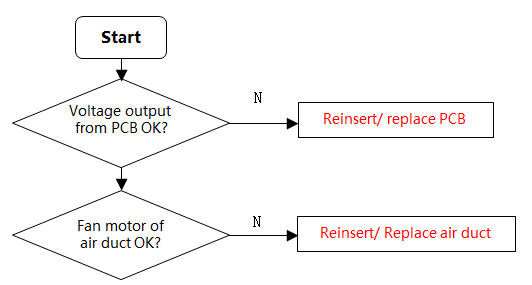 Start
Voltage output
from PCB OK?
N
Reinsert/ replace PCB
Fan motor of
air duct OK?
N
Reinsert/ Replace air duct